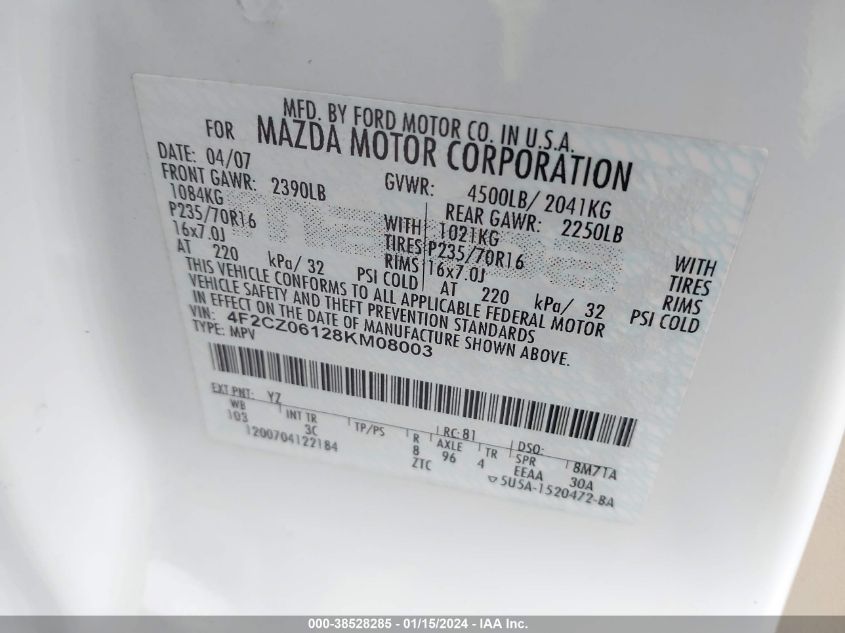 MFD. BY FORD MOTOR CO. IN U.S.A.
FOR MAZDA MOTOR CORPORATION
DATE: 04/07 GVWR: 4500LB/ 2041KG
FRONT GAWR: 2390LB REAR GAWR: 2250LB
1084KG WITH 1021KG WITH
P235/70R16 TIRES P235/70R16 TIRES
16x7.0J RIMS 16x7.0J RIMS
AT 220 kPa/ 32 PSI COLD AT 220 kPa/ 32 PSI COLD
THIS VEHICLE CONFORMS TO ALL APPLICABLE FEDERAL MOTOR
VEHICLE SAFETY AND THEFT PREVENTION STANDARDS
IN EFFECT ON THE DATE OF MANUFACTURE SHOWN ABOVE.
VIN: 4F2CZ06128KM08003
TYPE: MPV
EXT PNT: YZ RC: 81 DSO:
WB INT TR TP/PS R AXLE TR SPR 8M71A
103 3C 8 96 4 EEAA 30A
1200704122184 ZTC 5U5A-1520472-BA
000-38528285 - 01/15/2024 - IAA Inc.